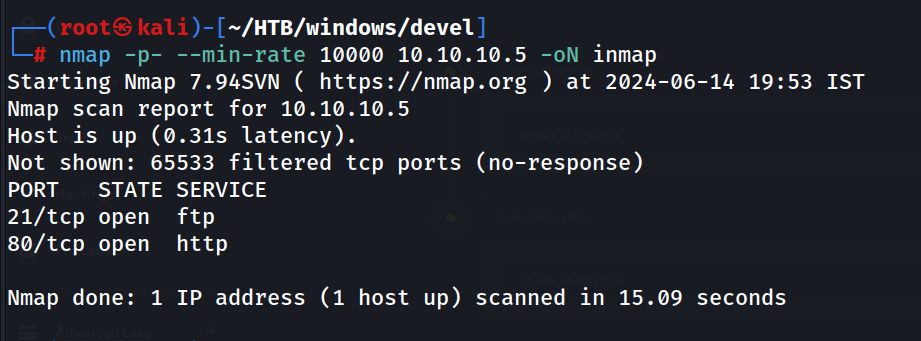 ┌──(root㉿kali)-[~/HTB/windows/devel]
└─# nmap -p- --min-rate 10000 10.10.10.5 -oN inmap
Starting Nmap 7.94SVN ( https://nmap.org ) at 2024-06-14 19:53 IST
Nmap scan report for 10.10.10.5
Host is up (0.31s latency).
Not shown: 65533 filtered tcp ports (no-response)
PORT   STATE SERVICE
21/tcp open  ftp
80/tcp open  http
Nmap done: 1 IP address (1 host up) scanned in 15.09 seconds
Advanced Labs